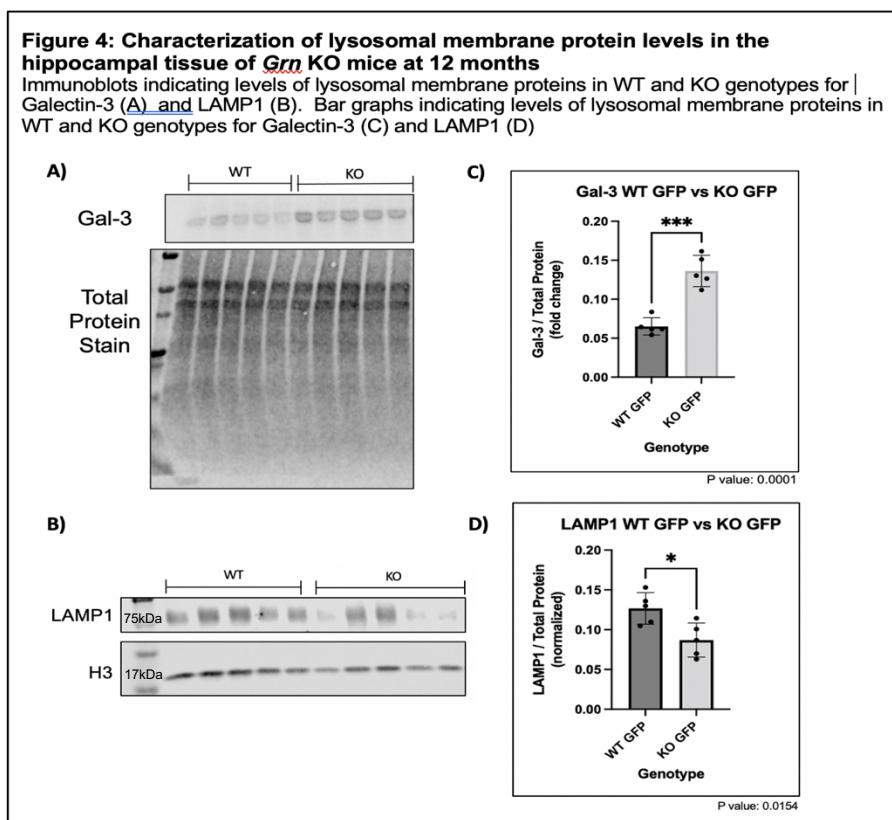 Figure 4: Characterization of lysosomal membrane protein levels in the
hippocampal tissue of Grn KO mice at 12 months
Immunoblots indicating levels of lysosomal membrane proteins in WT and KO genotypes for
Galectin-3 (A) and LAMP1 (B). Bar graphs indicating levels of lysosomal membrane proteins in
WT and KO genotypes for Galectin-3 (C) and LAMP1 (D)
A)
WT
KO
Gal-3
Total
Protein
Stain
C)
Gal-3 WT GFP vs KO GFP
0.20
***
0.15
0.10
0.05
0.00
Gal-3 / Total Protein
(fold change)
WT GFP
KO GFP
Genotype
P value: 0.0001
B)
WT
KO
LAMP1
75kDa
H3
17kDa
D)
LAMP1 WT GFP vs KO GFP
0.20
*
0.15
0.10
0.05
0.00
LAMP1 / Total Protein
(normalized)
WT GFP
KO GFP
Genotype
P value: 0.0154